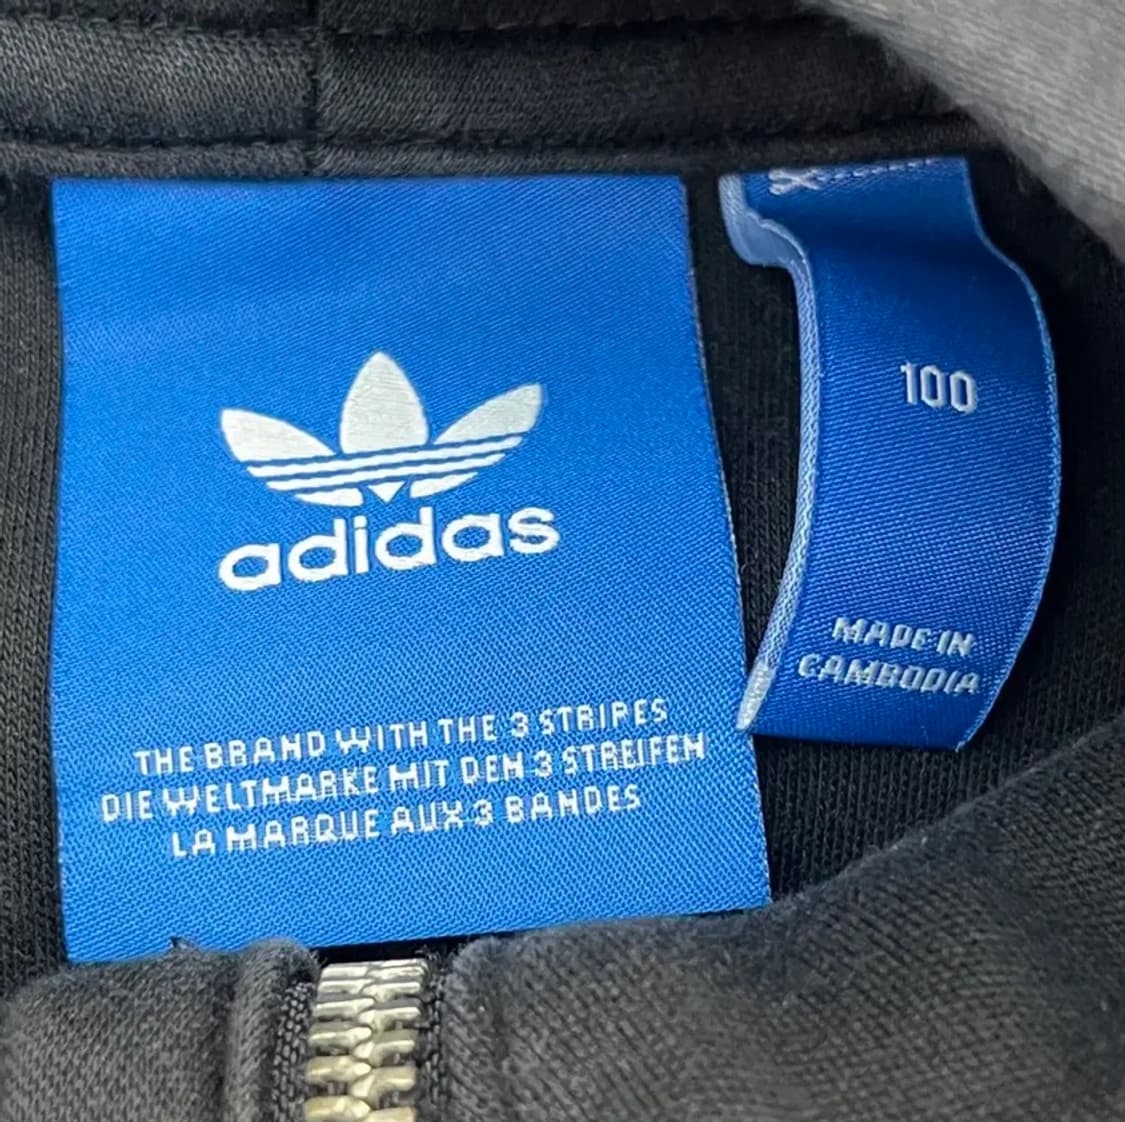 adidas
THE BRAND WITH THE 3 STRIPES
DIE WELTMARKE MIT DEN 3 STREIFEN
LA MARQUE AUX 3 BANDES
100
MADE IN
CAMBODIA